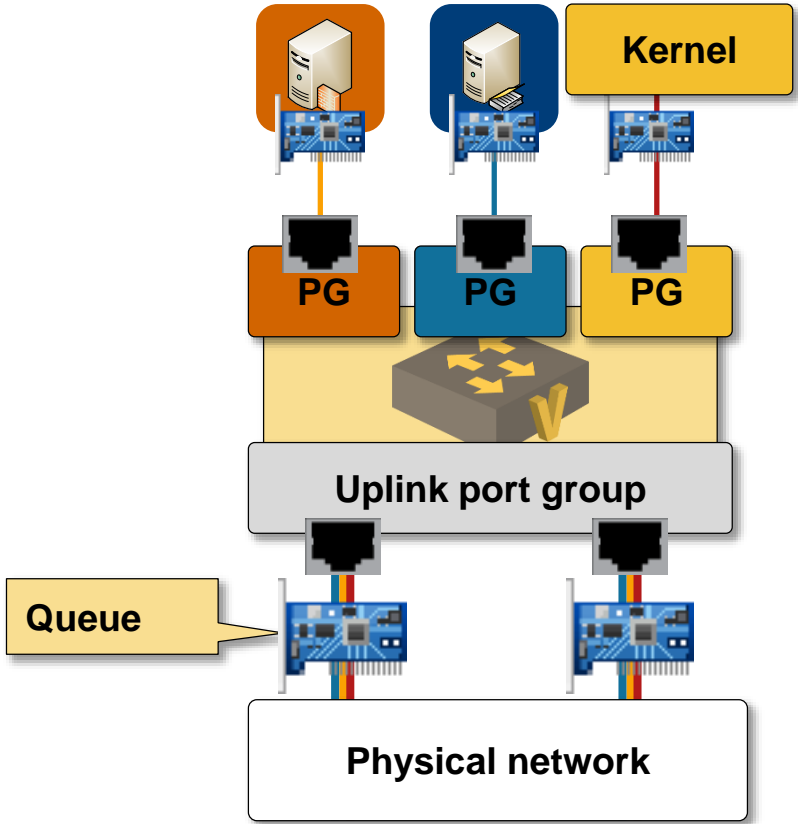 Kernel
PG
PG
PG
Uplink port group
Queue
Physical network